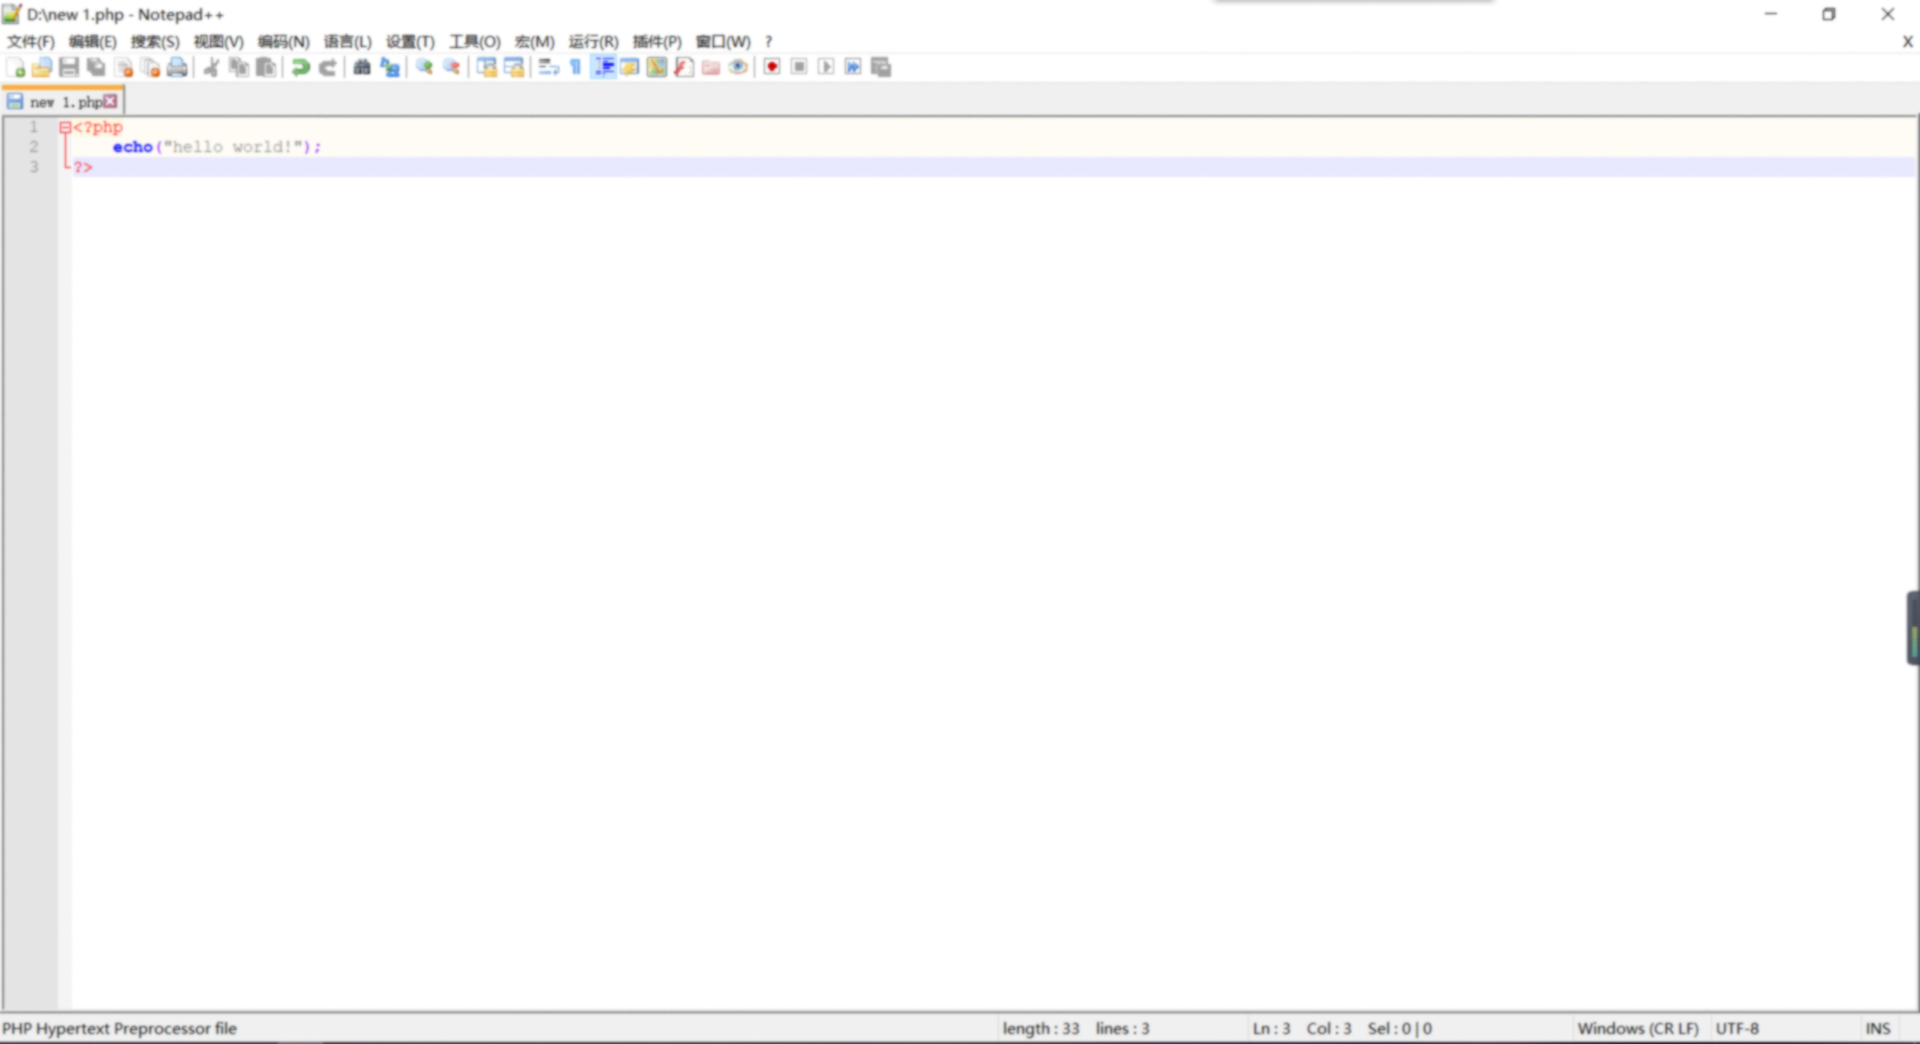 D:\new 1.php - Notepad++
文件(F) 编辑(E) 搜索(S) 视图(V) 编码(N) 语言(L) 设置(T) 工具(O) 宏(M) 运行(R) 插件(P) 窗口(W) ? X
new 1.php
1 <?php
2 echo("hello world!");
3 ?>
PHP Hypertext Preprocessor file length : 33 lines : 3 Ln : 3 Col : 3 Sel : 0 | 0 Windows (CR LF) UTF-8 INS